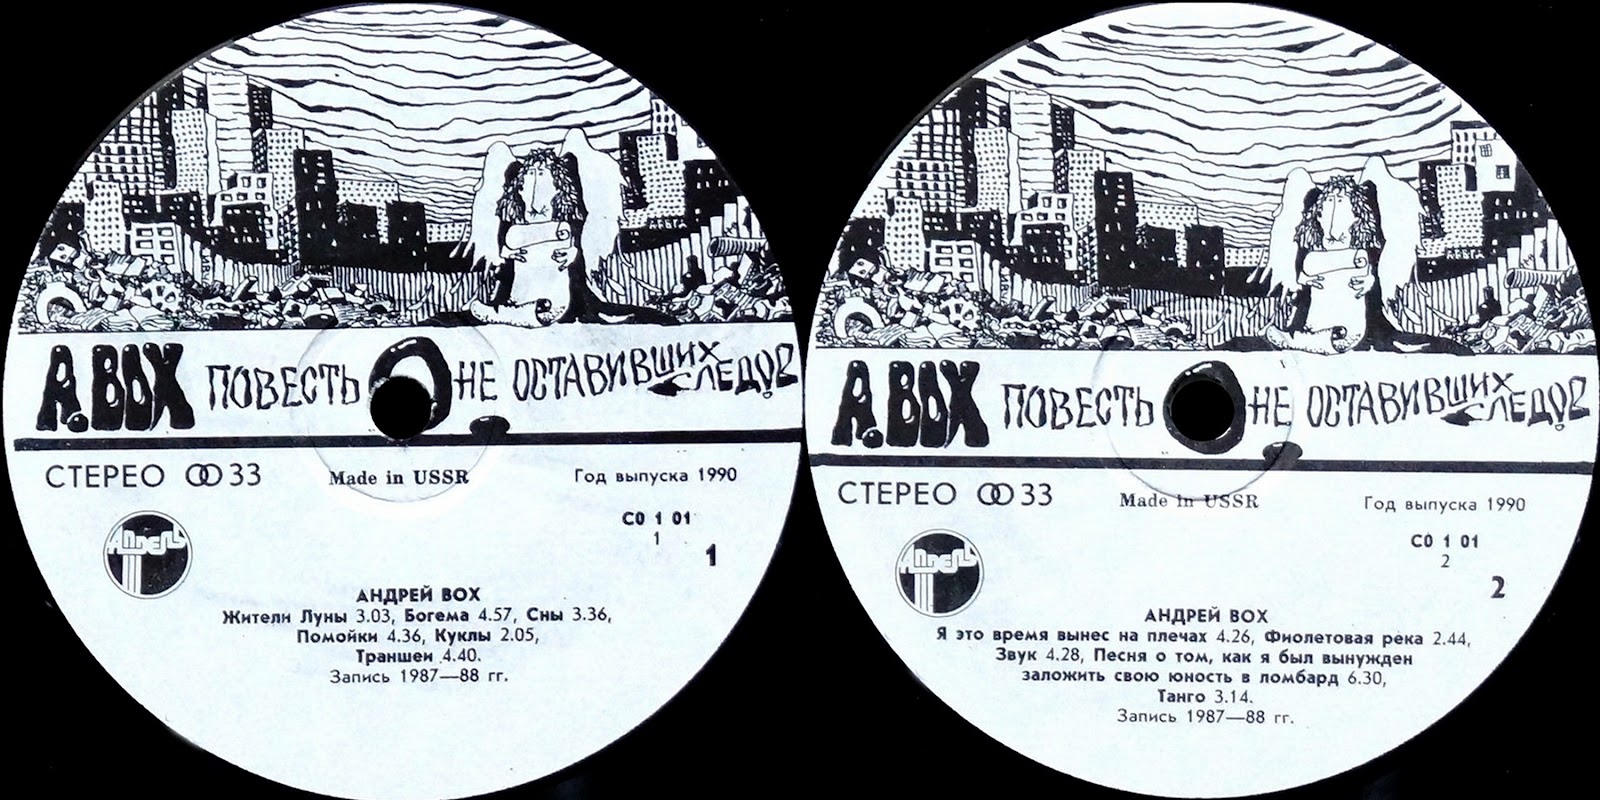 А. ВОХ ПОВЕСТЬ О НЕ ОСТАВИВШИХ СЛЕДОВ
СТЕРЕО 33
Made in USSR
Год выпуска 1990
С0 1 01
1
1
Апрель
АНДРЕЙ ВОХ
Жители Луны 3.03, Богема 4.57, Сны 3.36,
Помойки 4.36, Куклы 2.05,
Траншеи 4.40.
Запись 1987—88 гг.
А. ВОХ ПОВЕСТЬ О НЕ ОСТАВИВШИХ СЛЕДОВ
СТЕРЕО 33
Made in USSR
Год выпуска 1990
С0 1 01
2
2
Апрель
АНДРЕЙ ВОХ
Я это время вынес на плечах 4.26, Фиолетовая река 2.44,
Звук 4.28, Песня о том, как я был вынужден
заложить свою юность в ломбард 6.30,
Танго 3.14.
Запись 1987—88 гг.